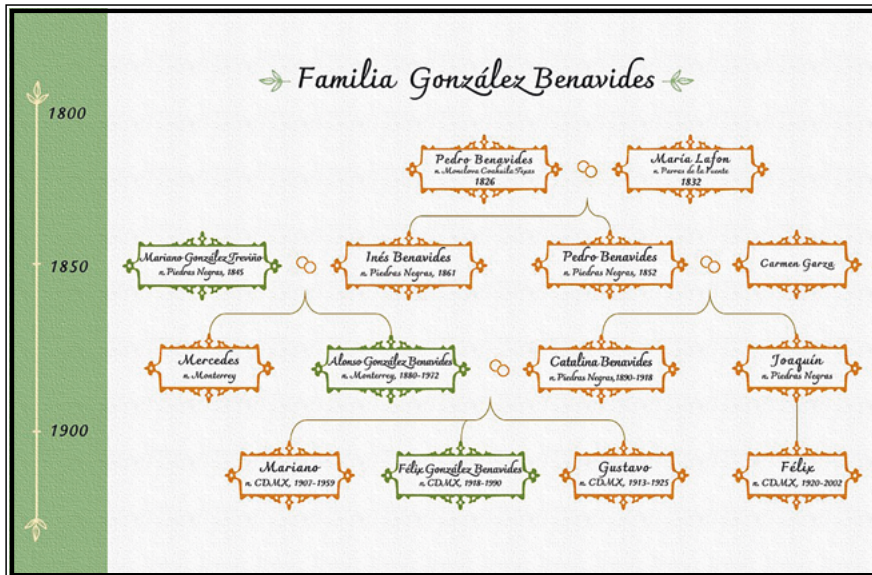 Familia González Benavides
1800
Pedro Benavides
n. Monclova Coahuila Texas
1826
María Lafon
n. Parras de la Fuente
1832
1850
Mariano González Treviño
n. Piedras Negras, 1845
Inés Benavides
n. Piedras Negras, 1861
Pedro Benavides
n. Piedras Negras, 1852
Carmen Garza
Mercedes
n. Monterrey
Alonso González Benavides
n. Monterrey, 1880-1972
Catalina Benavides
n. Piedras Negras, 1890-1918
Joaquín
n. Piedras Negras
1900
Mariano
n. CDMX, 1907-1959
Félix González Benavides
n. CDMX, 1918-1990
Gustavo
n. CDMX, 1913-1925
Félix
n. CDMX, 1920-2002